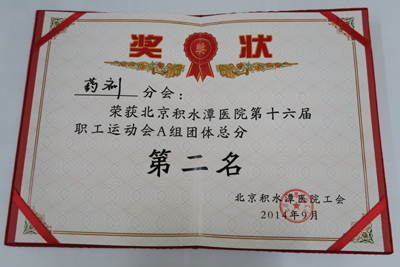 奖 状
药剂 分会：
荣获北京积水潭医院第十六届
职工运动会A组团体总分
第二名
北京积水潭医院工会
2014年9月